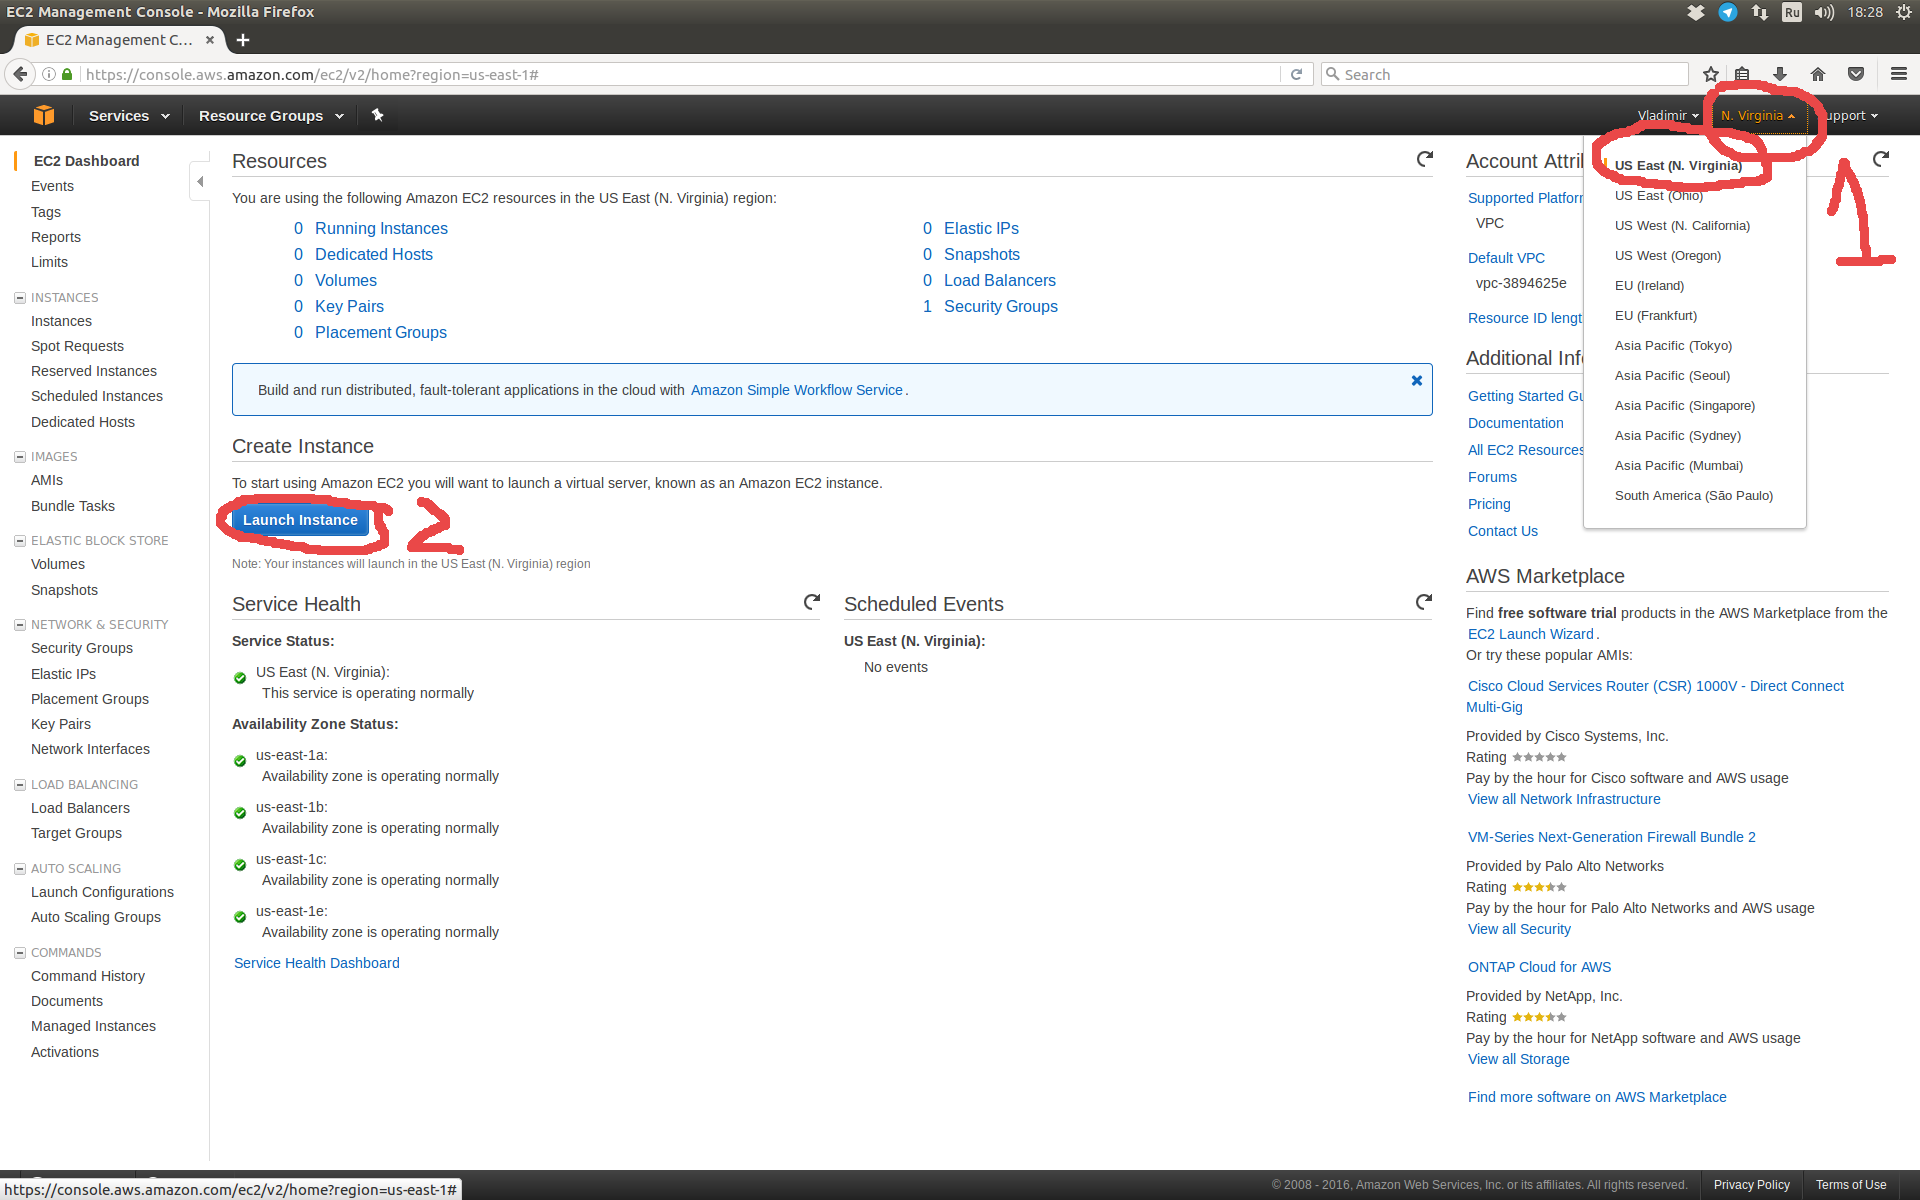 EC2 Management Console - Mozilla Firefox
Ru
18:28
EC2 Management C...
https://console.aws.amazon.com/ec2/v2/home?region=us-east-1#
Search
Services
Resource Groups
Vladimir
N. Virginia
upport
EC2 Dashboard
Events
Tags
Reports
Limits
INSTANCES
Instances
Spot Requests
Reserved Instances
Scheduled Instances
Dedicated Hosts
IMAGES
AMIs
Bundle Tasks
ELASTIC BLOCK STORE
Volumes
Snapshots
NETWORK & SECURITY
Security Groups
Elastic IPs
Placement Groups
Key Pairs
Network Interfaces
LOAD BALANCING
Load Balancers
Target Groups
AUTO SCALING
Launch Configurations
Auto Scaling Groups
COMMANDS
Command History
Documents
Managed Instances
Activations
Resources
You are using the following Amazon EC2 resources in the US East (N. Virginia) region:
0 Running Instances
0 Dedicated Hosts
0 Volumes
0 Key Pairs
0 Placement Groups
0 Elastic IPs
0 Snapshots
0 Load Balancers
1 Security Groups
Build and run distributed, fault-tolerant applications in the cloud with Amazon Simple Workflow Service.
Create Instance
To start using Amazon EC2 you will want to launch a virtual server, known as an Amazon EC2 instance.
Launch Instance
2
Note: Your instances will launch in the US East (N. Virginia) region
Service Health
Service Status:
US East (N. Virginia):
This service is operating normally
Availability Zone Status:
us-east-1a:
Availability zone is operating normally
us-east-1b:
Availability zone is operating normally
us-east-1c:
Availability zone is operating normally
us-east-1e:
Availability zone is operating normally
Service Health Dashboard
Scheduled Events
US East (N. Virginia):
No events
Account Attri
Supported Platfor
VPC
Default VPC
vpc-3894625e
Resource ID lengt
Additional Inf
Getting Started Gu
Documentation
All EC2 Resources
Forums
Pricing
Contact Us
US East (N. Virginia)
US East (Ohio)
US West (N. California)
US West (Oregon)
EU (Ireland)
EU (Frankfurt)
Asia Pacific (Tokyo)
Asia Pacific (Seoul)
Asia Pacific (Singapore)
Asia Pacific (Sydney)
Asia Pacific (Mumbai)
South America (São Paulo)
1
AWS Marketplace
Find free software trial products in the AWS Marketplace from the
EC2 Launch Wizard.
Or try these popular AMIs:
Cisco Cloud Services Router (CSR) 1000V - Direct Connect
Multi-Gig
Provided by Cisco Systems, Inc.
Rating
Pay by the hour for Cisco software and AWS usage
View all Network Infrastructure
VM-Series Next-Generation Firewall Bundle 2
Provided by Palo Alto Networks
Rating
Pay by the hour for Palo Alto Networks and AWS usage
View all Security
ONTAP Cloud for AWS
Provided by NetApp, Inc.
Rating
Pay by the hour for NetApp software and AWS usage
View all Storage
Find more software on AWS Marketplace
https://console.aws.amazon.com/ec2/v2/home?region=us-east-1#
© 2008 - 2016, Amazon Web Services, Inc. or its affiliates. All rights reserved.
Privacy Policy
Terms of Use